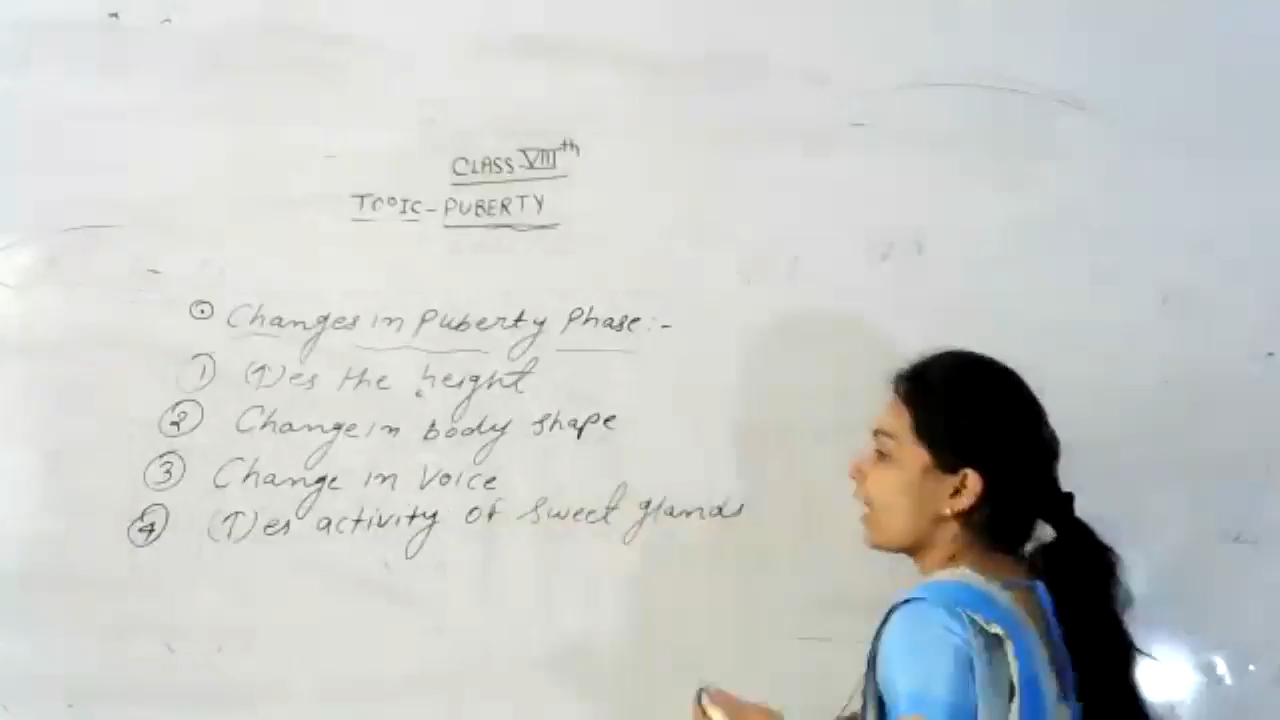 CLASS-VIIIth
TOPIC-PUBERTY
Changes in Puberty Phase:-
1 (↑)es the height
2 Change in body shape
3 Change in Voice
4 (↑)es activity of sweet glands